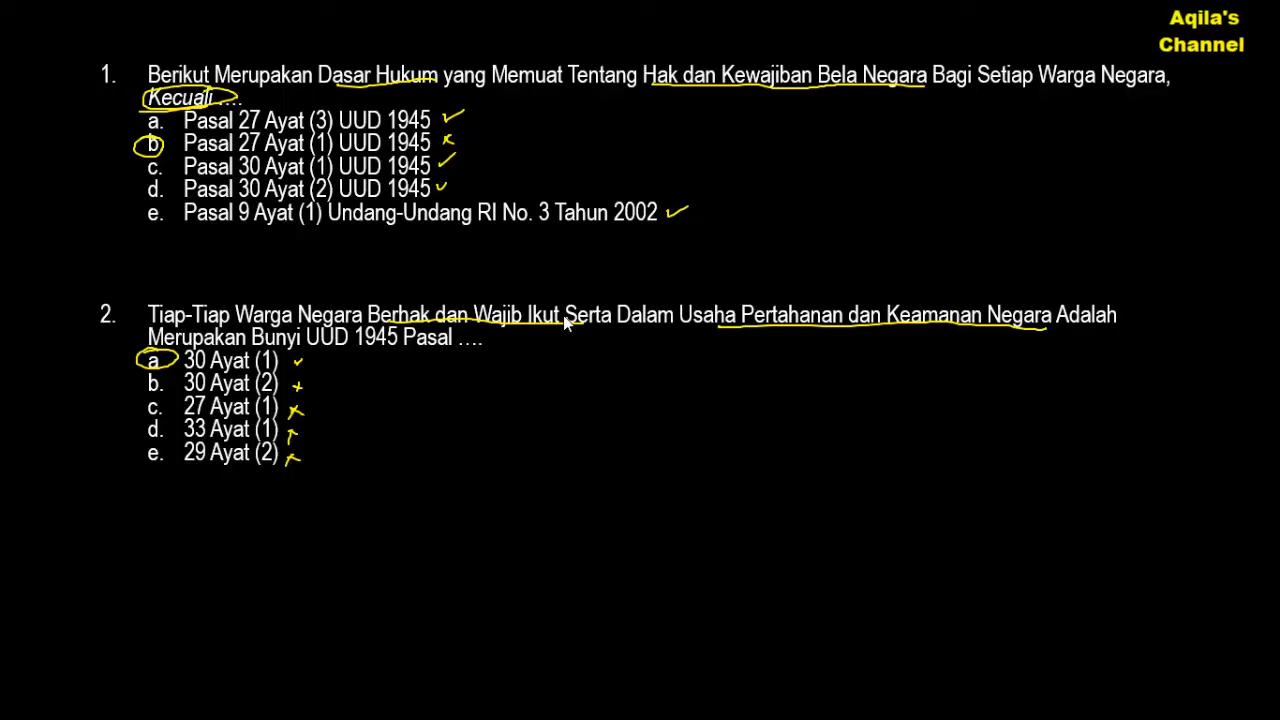 Aqila's
Channel
1. Berikut Merupakan Dasar Hukum yang Memuat Tentang Hak dan Kewajiban Bela Negara Bagi Setiap Warga Negara,
Kecuali ....
a. Pasal 27 Ayat (3) UUD 1945
b. Pasal 27 Ayat (1) UUD 1945
c. Pasal 30 Ayat (1) UUD 1945
d. Pasal 30 Ayat (2) UUD 1945
e. Pasal 9 Ayat (1) Undang-Undang RI No. 3 Tahun 2002
2. Tiap-Tiap Warga Negara Berhak dan Wajib Ikut Serta Dalam Usaha Pertahanan dan Keamanan Negara Adalah
Merupakan Bunyi UUD 1945 Pasal ....
a 30 Ayat (1)
b. 30 Ayat (2)
c. 27 Ayat (1)
d. 33 Ayat (1)
e. 29 Ayat (2)